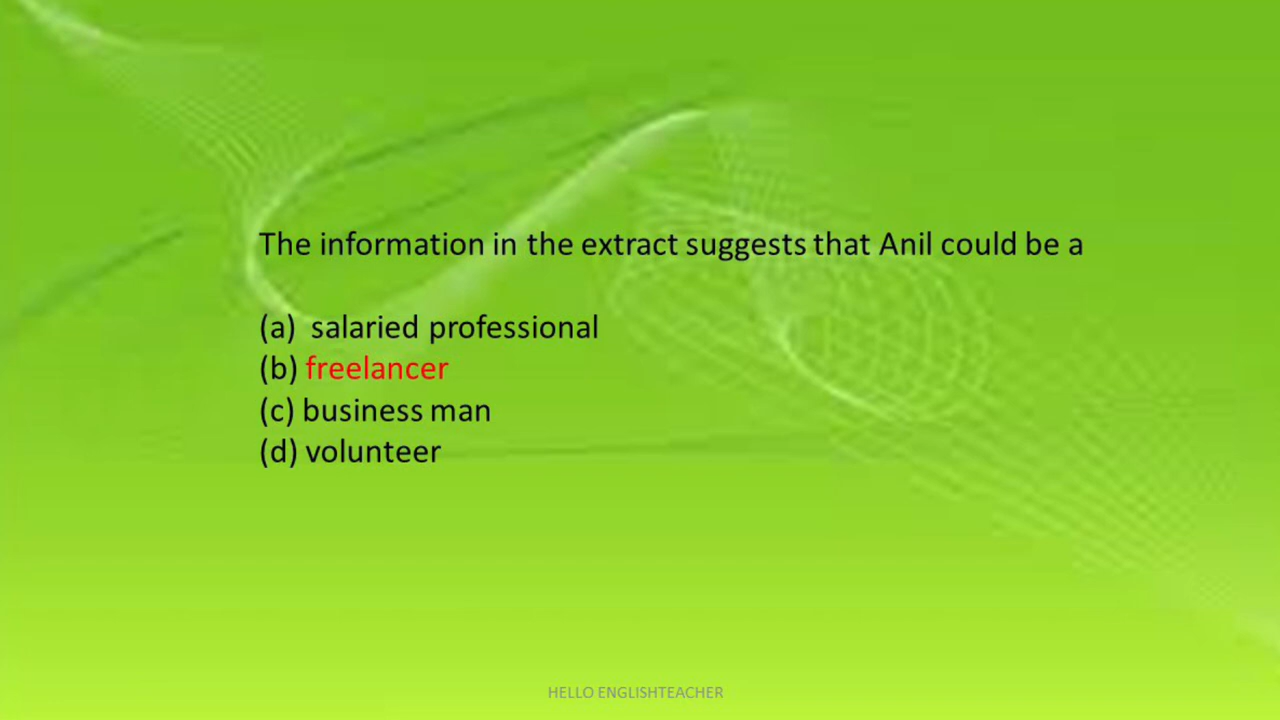 The information in the extract suggests that Anil could be a
(a) salaried professional
(b) freelancer
(c) business man
(d) volunteer
HELLO ENGLISHTEACHER